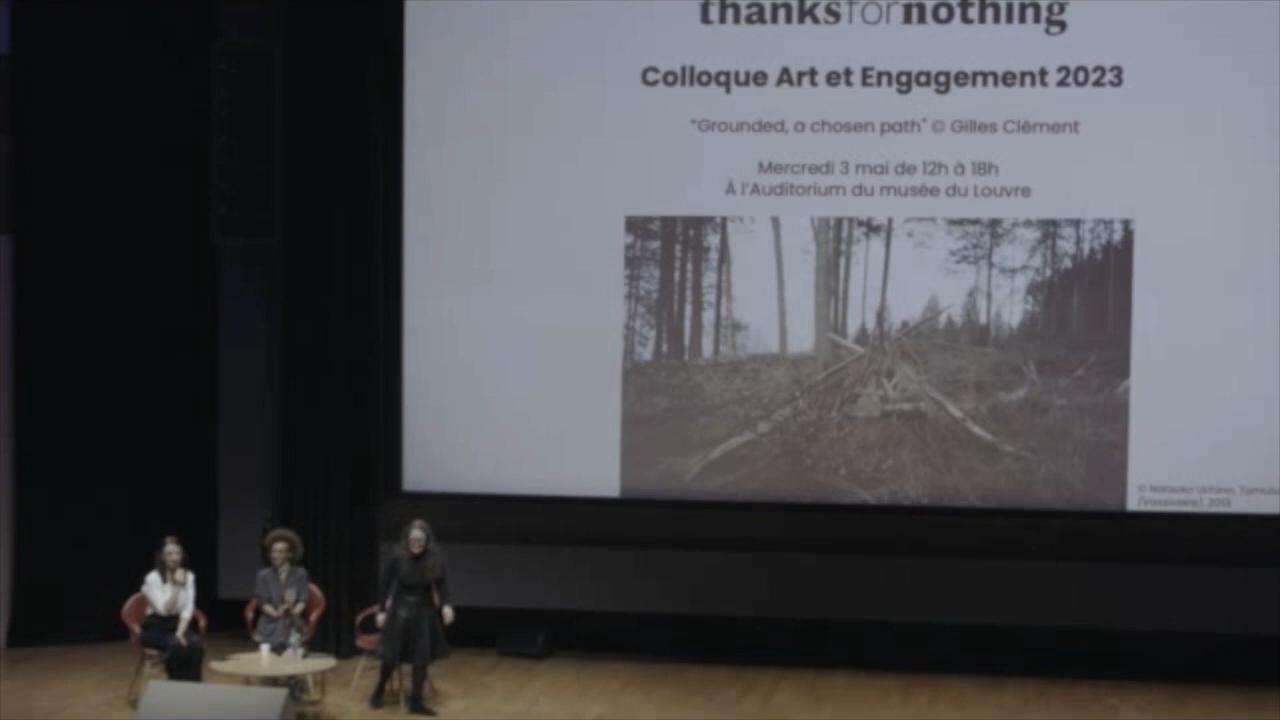 thanksfornothing
Colloque Art et Engagement 2023
"Grounded, a chosen path" © Gilles Clément
Mercredi 3 mai de 12h à 18h
À l'Auditorium du musée du Louvre
2013